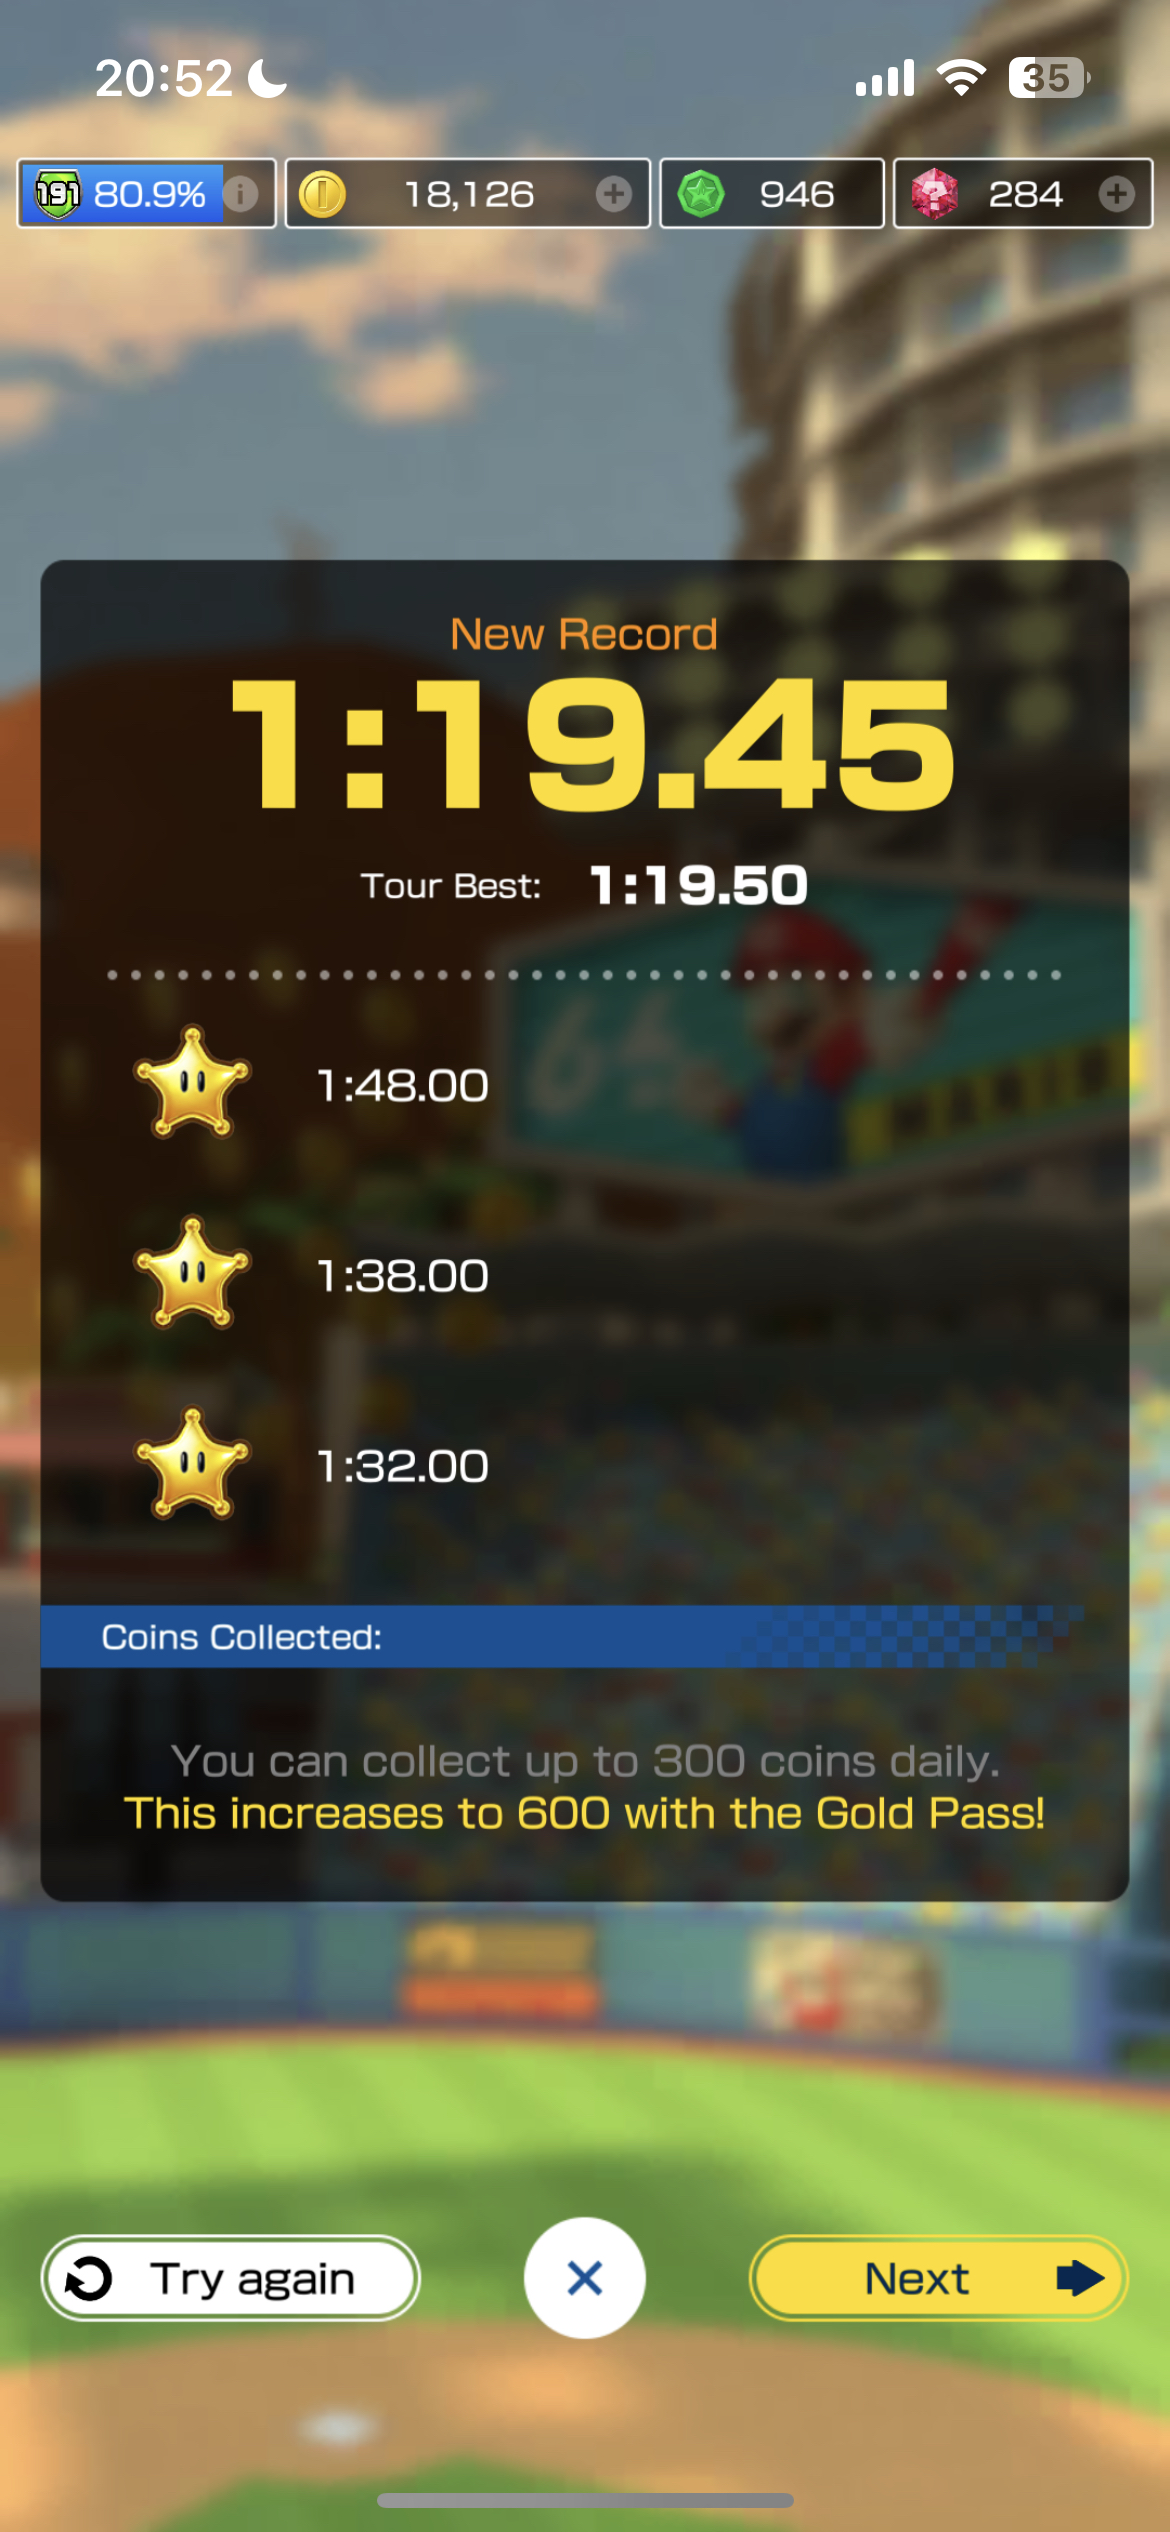 20:52
35
191 80.9%
18,126
946
284
New Record
1:19.45
Tour Best: 1:19.50
1:48.00
1:38.00
1:32.00
Coins Collected:
You can collect up to 300 coins daily.
This increases to 600 with the Gold Pass!
Try again
Next